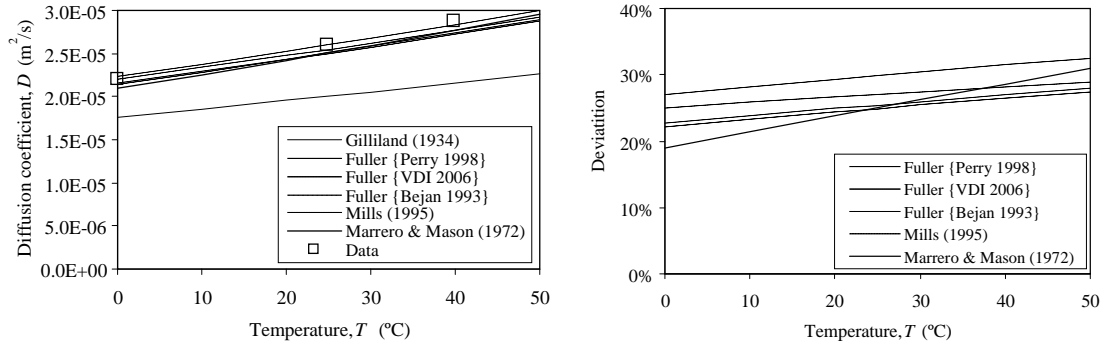 3.0E-05
2.5E-05
2.0E-05
1.5E-05
1.0E-05
5.0E-06
0.0E+00
Diffusion coefficient, D (m²/s)
Gilliland (1934)
Fuller {Perry 1998}
Fuller {VDI 2006}
Fuller {Bejan 1993}
Mills (1995)
Marrero & Mason (1972)
Data
0 10 20 30 40 50
Temperature, T (ºC)
40%
30%
20%
10%
0%
Deviatition
Fuller {Perry 1998}
Fuller {VDI 2006}
Fuller {Bejan 1993}
Mills (1995)
Marrero & Mason (1972)
0 10 20 30 40 50
Temperature, T (ºC)